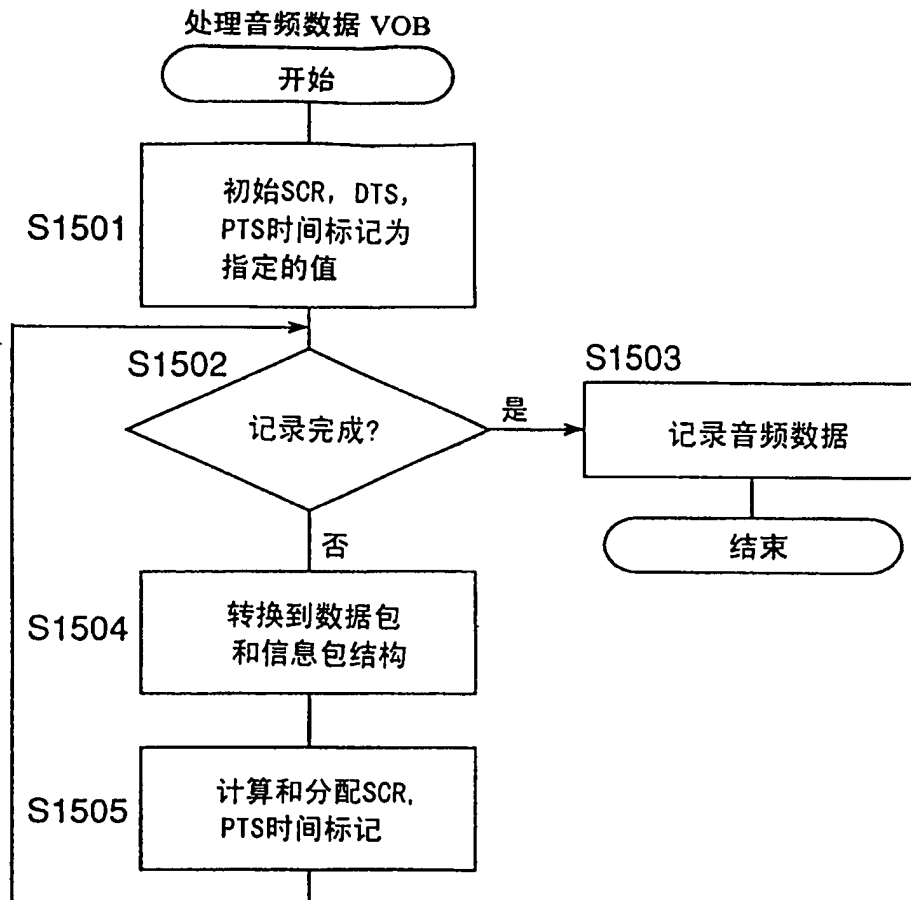 处理音频数据 VOB
开始
S1501
初始SCR, DTS,
PTS时间标记为
指定的值
S1502
记录完成?
是
S1503
记录音频数据
结束
否
S1504
转换到数据包
和信息包结构
S1505
计算和分配SCR,
PTS时间标记